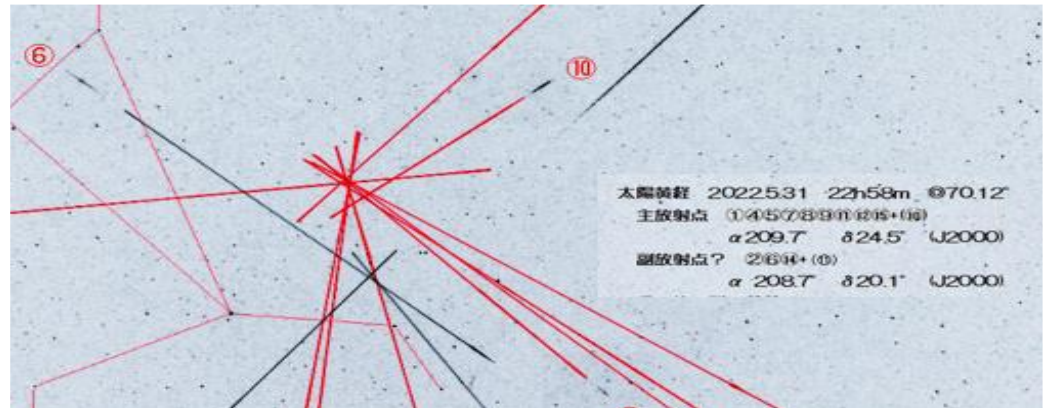 ⑥
⑩
太陽黄経 2022.5.31 22h58m ◎70.12°
主放射点 ①④⑤⑦⑧⑨⑪⑫⑮+(⑯)
α 209.7° δ 24.5° (J2000)
副放射点? ②⑥⑭+(⑬)
α 208.7° δ 20.1° (J2000)